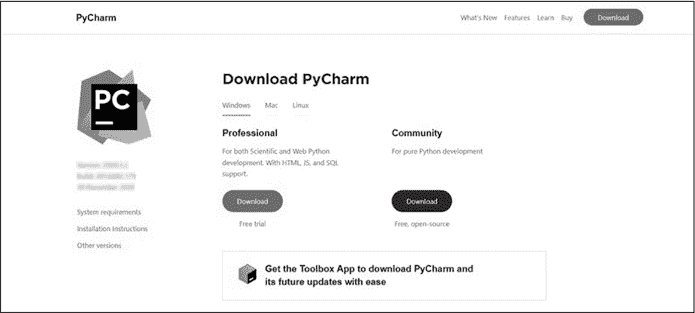 PyCharm
What's New Features Learn Buy Download
PC
Download PyCharm
Windows Mac Linux
Professional
For both Scientific and Web Python
development. With HTML, JS, and SQL
support.
Download
Free trial
Community
For pure Python development
Download
Free, open-source
System requirements
Installation Instructions
Other versions
Get the Toolbox App to download PyCharm and
its future updates with ease